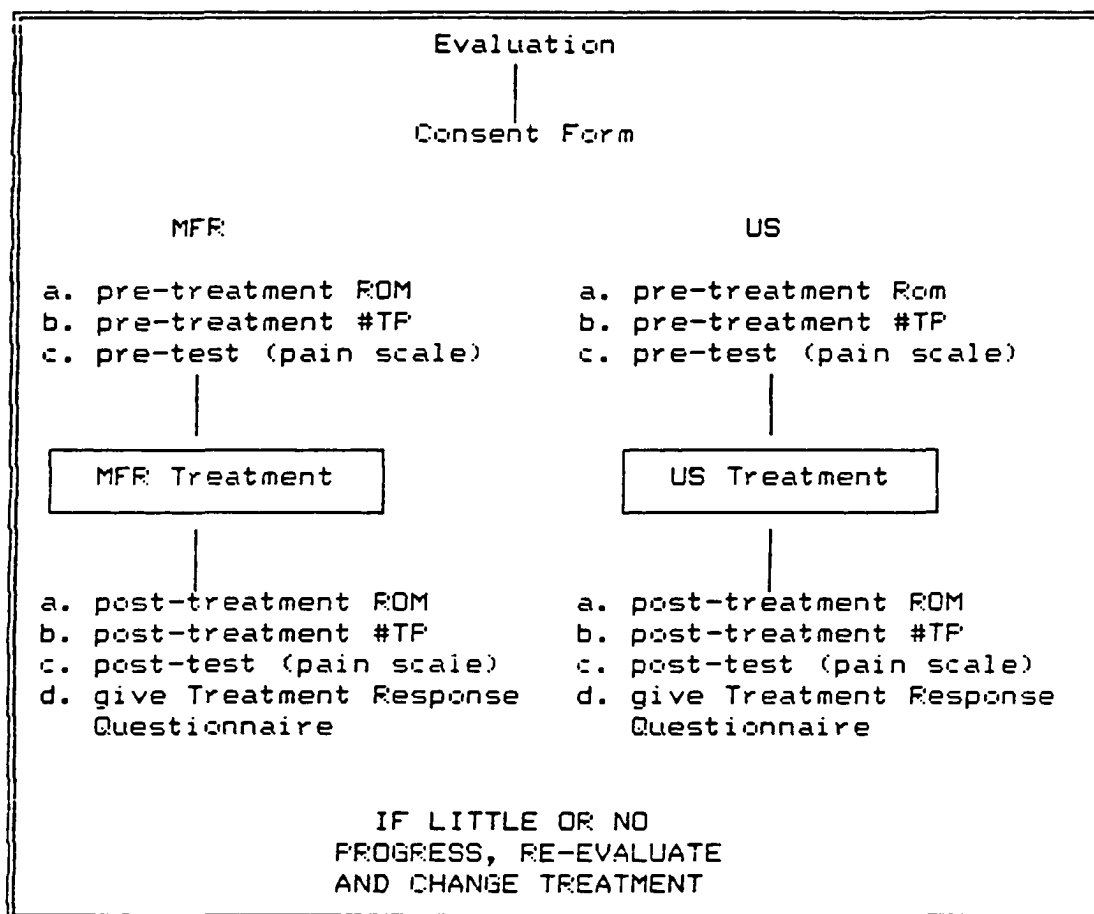 Evaluation
Consent Form
MFR
a. pre-treatment ROM
b. pre-treatment #TP
c. pre-test (pain scale)
MFR Treatment
a. post-treatment ROM
b. post-treatment #TP
c. post-test (pain scale)
d. give Treatment Response
Questionnaire
US
a. pre-treatment Rom
b. pre-treatment #TP
c. pre-test (pain scale)
US Treatment
a. post-treatment ROM
b. post-treatment #TP
c. post-test (pain scale)
d. give Treatment Response
Questionnaire
IF LITTLE OR NO
PROGRESS, RE-EVALUATE
AND CHANGE TREATMENT